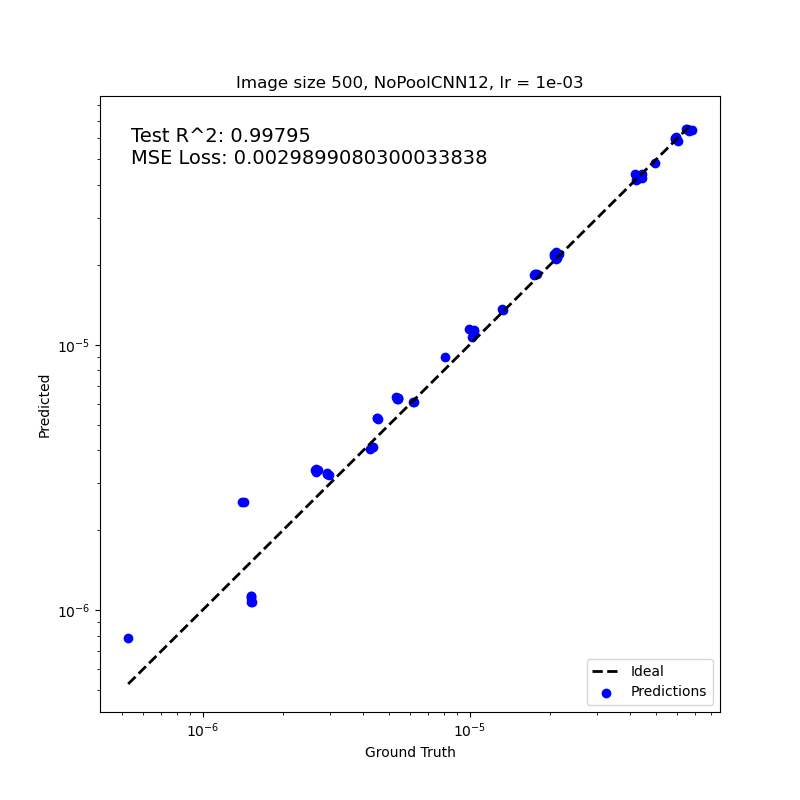 Image size 500, NoPoolCNN12, lr = 1e-03
Test R^2: 0.99795
MSE Loss: 0.0029899080300033838
10⁻⁵
10⁻⁶
Predicted
Ideal
Predictions
10⁻⁶
10⁻⁵
Ground Truth